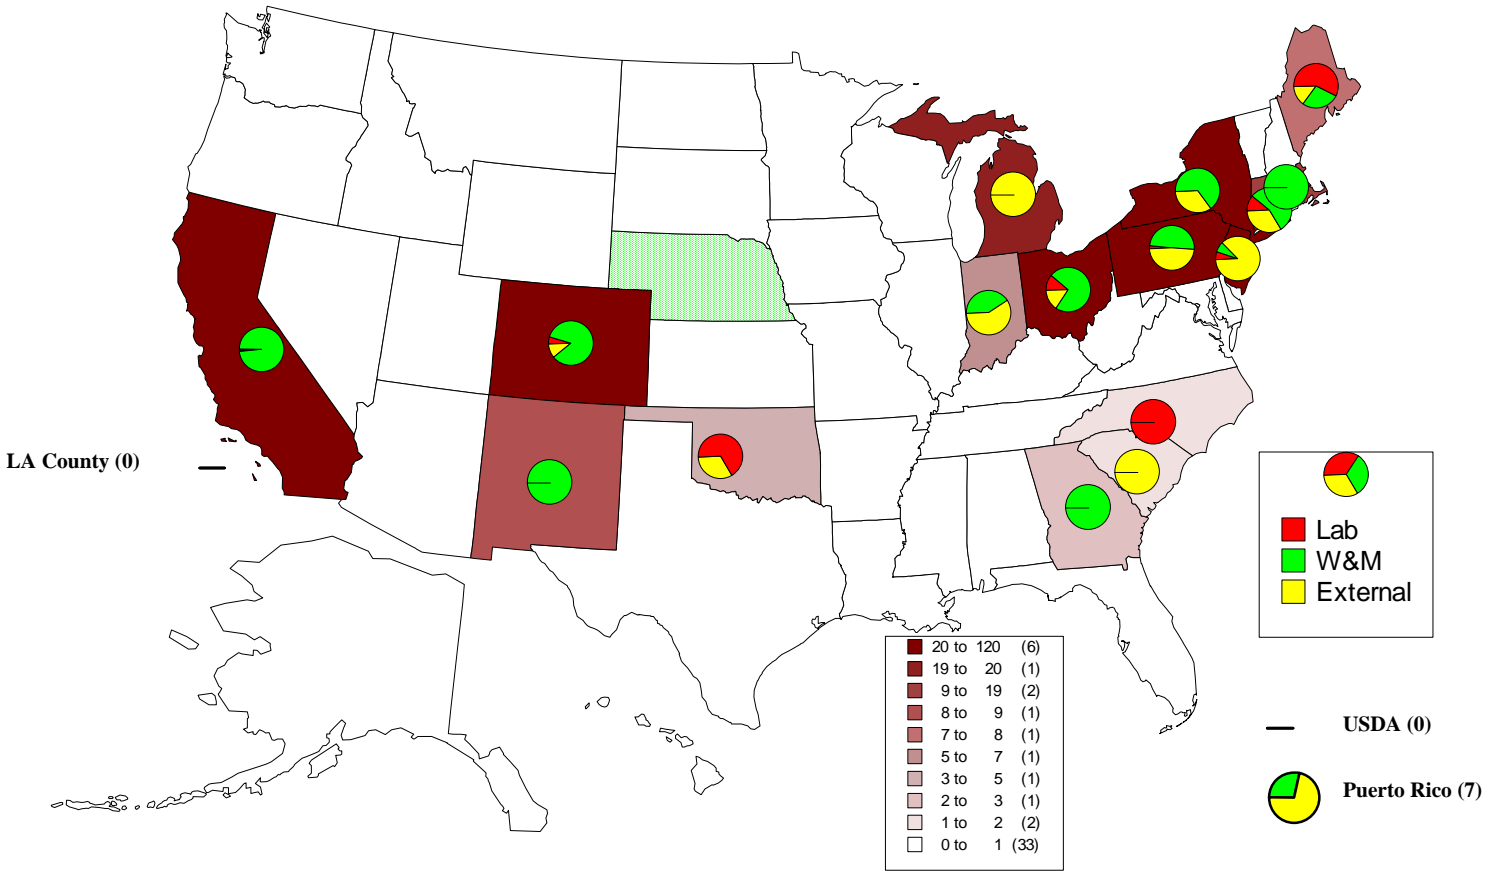 LA County (0)
Lab
W&M
External
20 to 120 (6)
19 to 20 (1)
9 to 19 (2)
8 to 9 (1)
7 to 8 (1)
5 to 7 (1)
3 to 5 (1)
2 to 3 (1)
1 to 2 (2)
0 to 1 (33)
USDA (0)
Puerto Rico (7)